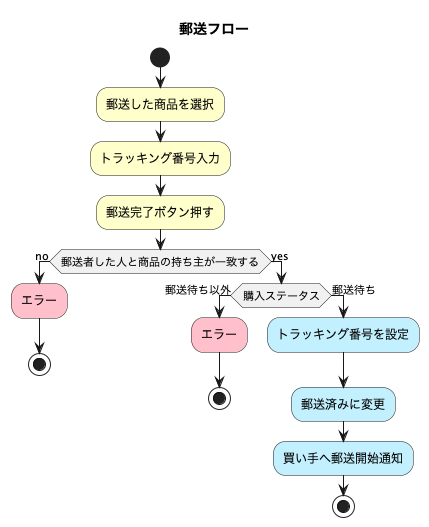 郵送フロー
郵送した商品を選択
トラッキング番号入力
郵送完了ボタン押す
no
郵送者した人と商品の持ち主が一致する
yes
エラー
郵送待ち以外
購入ステータス
郵送待ち
エラー
トラッキング番号を設定
郵送済みに変更
買い手へ郵送開始通知